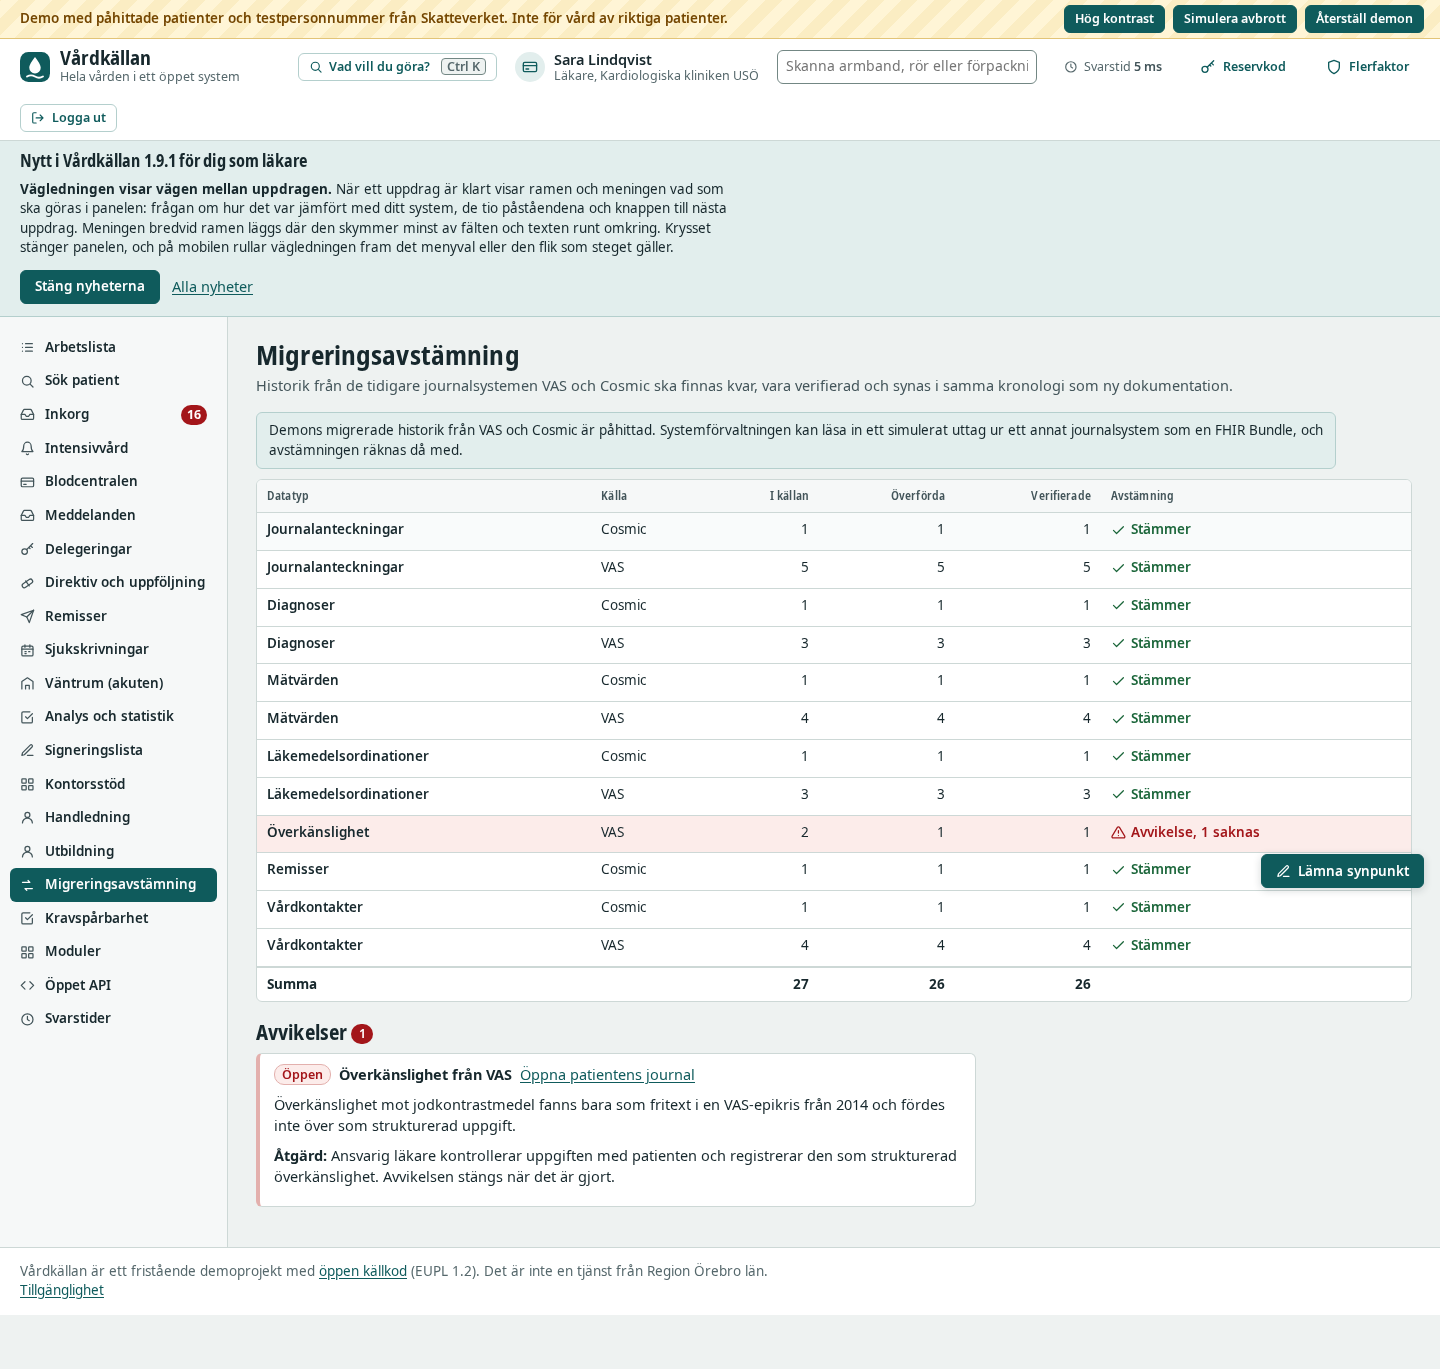 Demo med påhittade patienter och testpersonnummer från Skatteverket. Inte för vård av riktiga patienter.
Hög kontrast
Simulera avbrott
Återställ demon
Vårdkällan
Hela vården i ett öppet system
Vad vill du göra? Ctrl K
Sara Lindqvist
Läkare, Kardiologiska kliniken USÖ
Skanna armband, rör eller förpackni
Svarstid 5 ms
Reservkod
Flerfaktor
Logga ut
Nytt i Vårdkällan 1.9.1 för dig som läkare
Vägledningen visar vägen mellan uppdragen. När ett uppdrag är klart visar ramen och meningen vad som
ska göras i panelen: frågan om hur det var jämfört med ditt system, de tio påståendena och knappen till nästa
uppdrag. Meningen bredvid ramen läggs där den skymmer minst av fälten och texten runt omkring. Krysset
stänger panelen, och på mobilen rullar vägledningen fram det menyval eller den flik som steget gäller.
Stäng nyheterna
Alla nyheter
Arbetslista
Sök patient
Inkorg 16
Intensivvård
Blodcentralen
Meddelanden
Delegeringar
Direktiv och uppföljning
Remisser
Sjukskrivningar
Väntrum (akuten)
Analys och statistik
Signeringslista
Kontorsstöd
Handledning
Utbildning
Migreringsavstämning
Kravspårbarhet
Moduler
Öppet API
Svarstider
Migreringsavstämning
Historik från de tidigare journalsystemen VAS och Cosmic ska finnas kvar, vara verifierad och synas i samma kronologi som ny dokumentation.
Demons migrerade historik från VAS och Cosmic är påhittad. Systemförvaltningen kan läsa in ett simulerat uttag ur ett annat journalsystem som en FHIR Bundle, och
avstämningen räknas då med.
Datatyp Källa I källan Överförda Verifierade Avstämning
Journalanteckningar Cosmic 1 1 1 Stämmer
Journalanteckningar VAS 5 5 5 Stämmer
Diagnoser Cosmic 1 1 1 Stämmer
Diagnoser VAS 3 3 3 Stämmer
Mätvärden Cosmic 1 1 1 Stämmer
Mätvärden VAS 4 4 4 Stämmer
Läkemedelsordinationer Cosmic 1 1 1 Stämmer
Läkemedelsordinationer VAS 3 3 3 Stämmer
Överkänslighet VAS 2 1 1 Avvikelse, 1 saknas
Remisser Cosmic 1 1 1 Stämmer
Lämna synpunkt
Vårdkontakter Cosmic 1 1 1 Stämmer
Vårdkontakter VAS 4 4 4 Stämmer
Summa 27 26 26
Avvikelser 1
Öppen Överkänslighet från VAS Öppna patientens journal
Överkänslighet mot jodkontrastmedel fanns bara som fritext i en VAS-epikris från 2014 och fördes
inte över som strukturerad uppgift.
Åtgärd: Ansvarig läkare kontrollerar uppgiften med patienten och registrerar den som strukturerad
överkänslighet. Avvikelsen stängs när det är gjort.
Vårdkällan är ett fristående demoprojekt med öppen källkod (EUPL 1.2). Det är inte en tjänst från Region Örebro län.
Tillgänglighet